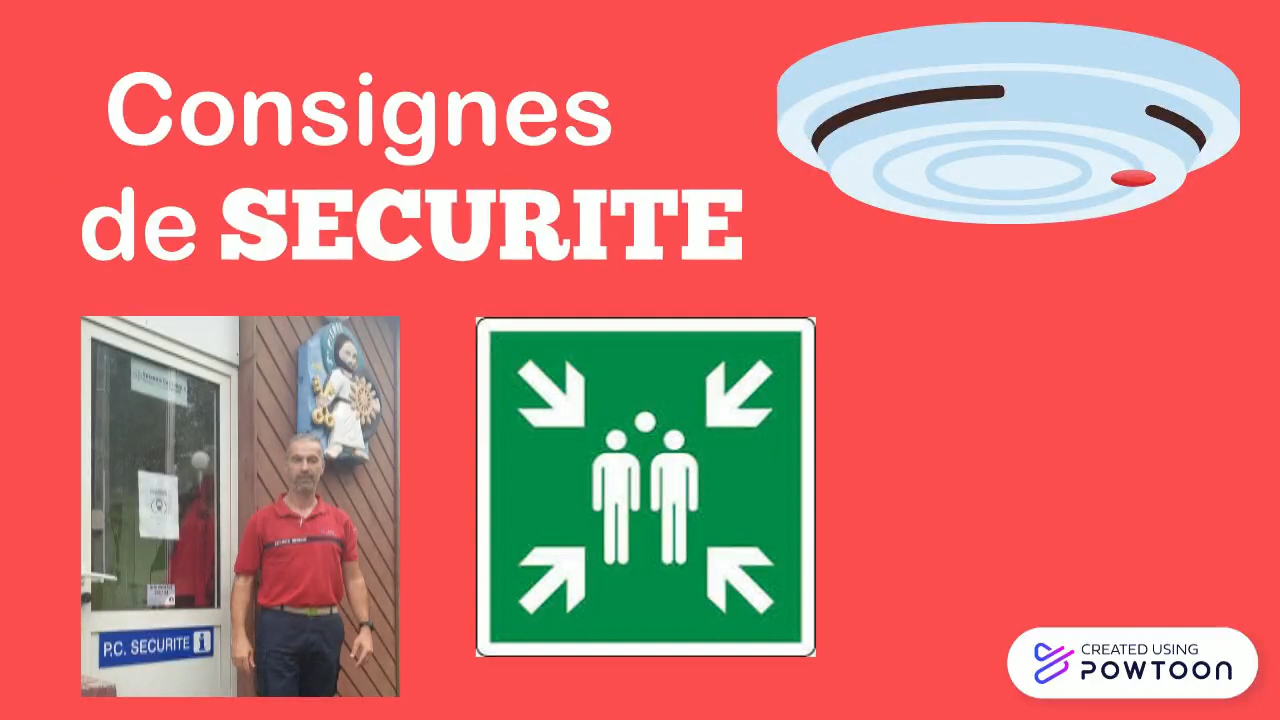 Consignes
de SECURITE
P.C. SECURITE i
CREATED USING
POWTOON